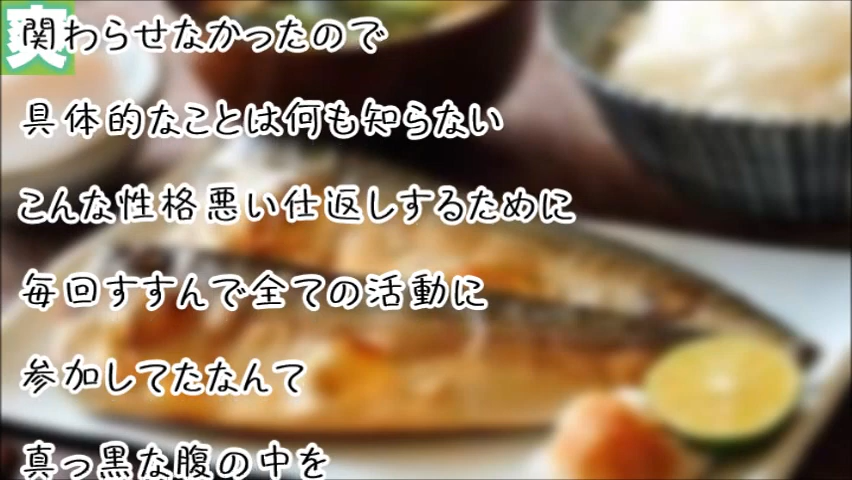 爽
関わらせなかったので
具体的なことは何も知らない
こんな性格悪い仕返しするために
毎回すすんで全ての活動に
参加してたなんて
真っ黒な腹の中を